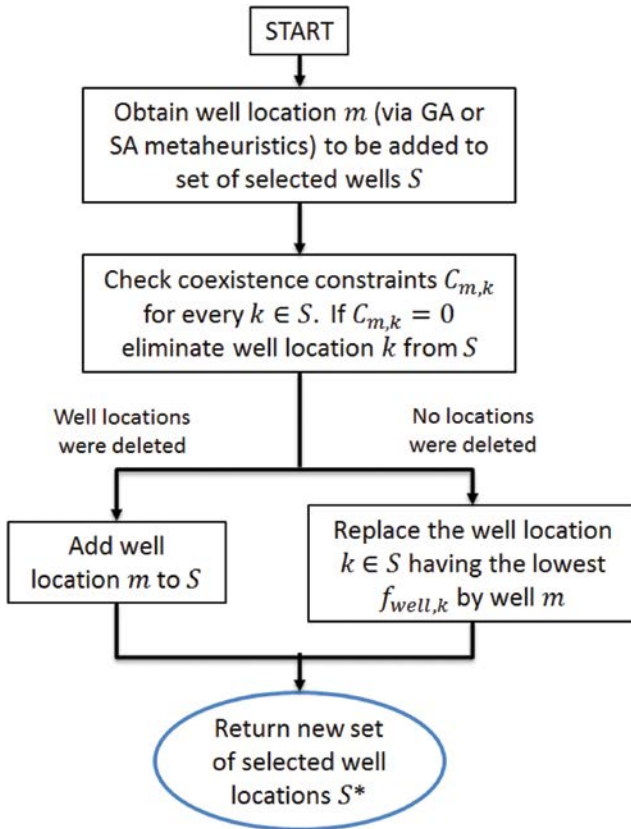 START
Obtain well location m (via GA or
SA metaheuristics) to be added to
set of selected wells S
Check coexistence constraints C_{m,k}
for every k ∈ S. If C_{m,k} = 0
eliminate well location k from S
Well locations
were deleted
No locations
were deleted
Add well
location m to S
Replace the well location
k ∈ S having the lowest
f_{well,k} by well m
Return new set
of selected well
locations S*